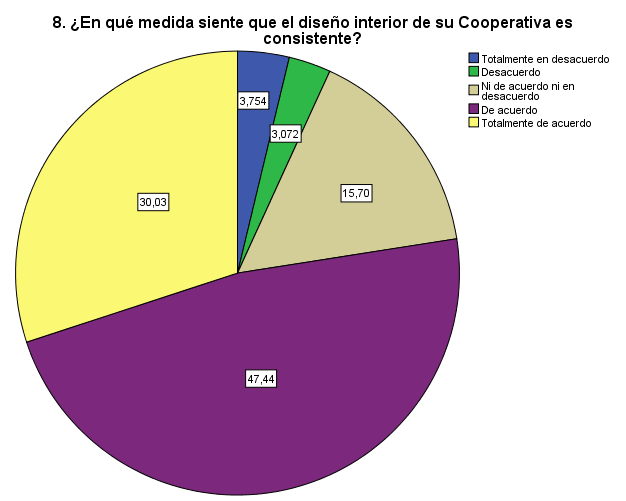 8. ¿En qué medida siente que el diseño interior de su Cooperativa es
consistente?
Totalmente en desacuerdo
Desacuerdo
Ni de acuerdo ni en
desacuerdo
De acuerdo
Totalmente de acuerdo
3,754
3,072
15,70
30,03
47,44